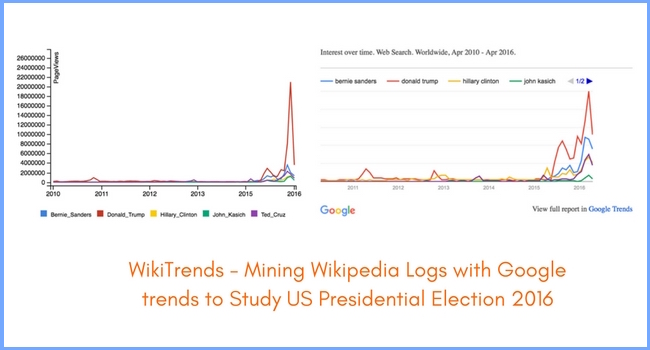 26000000
24000000
22000000
20000000
18000000
16000000
14000000
12000000
10000000
8000000
6000000
4000000
2000000
0
PageViews
2010 2011 2012 2013 2014 2015 2016
Bernie_Sanders Donald_Trump Hillary_Clinton John_Kasich Ted_Cruz
Interest over time. Web Search. Worldwide, Apr 2010 - Apr 2016.
bernie sanders donald trump hillary clinton john kasich 1/2
2011 2012 2013 2014 2015 2016
Google
View full report in Google Trends
WikiTrends - Mining Wikipedia Logs with Google
trends to Study US Presidential Election 2016